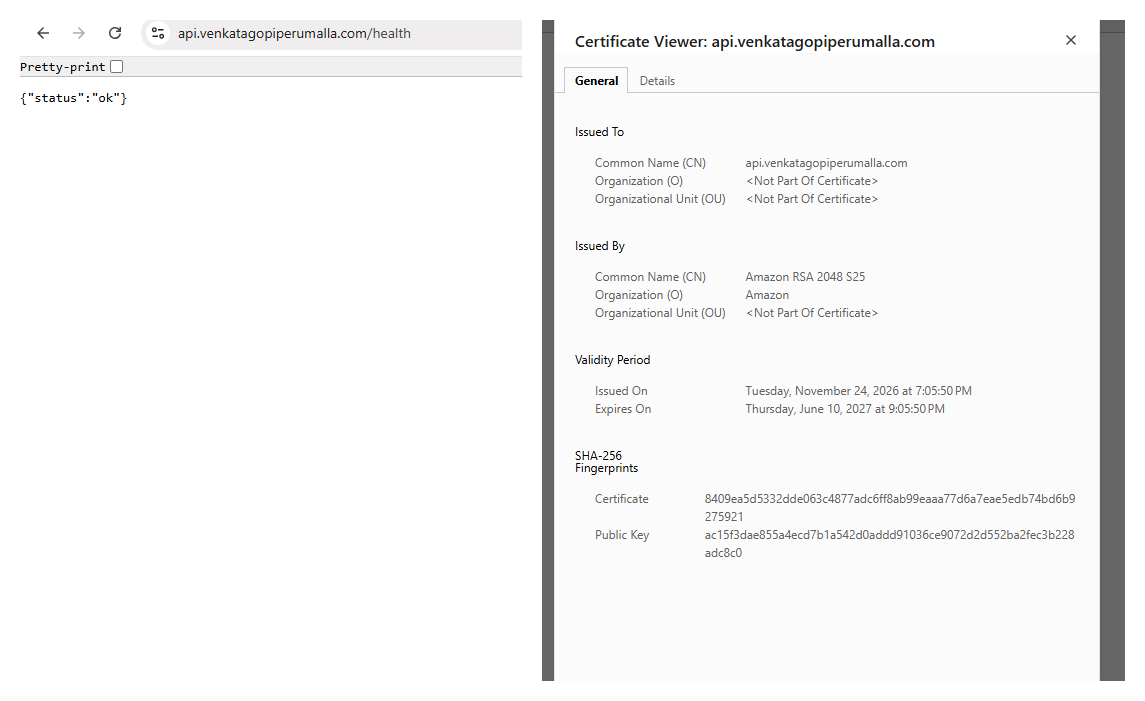 api.venkatagopiperumalla.com/health
Pretty-print
{"status":"ok"}
Certificate Viewer: api.venkatagopiperumalla.com
General Details
Issued To
Common Name (CN) api.venkatagopiperumalla.com
Organization (O) <Not Part Of Certificate>
Organizational Unit (OU) <Not Part Of Certificate>
Issued By
Common Name (CN) Amazon RSA 2048 S25
Organization (O) Amazon
Organizational Unit (OU) <Not Part Of Certificate>
Validity Period
Issued On Tuesday, November 24, 2026 at 7:05:50 PM
Expires On Thursday, June 10, 2027 at 9:05:50 PM
SHA-256
Fingerprints
Certificate 8409ea5d5332dde063c4877adc6ff8ab99eaaa77d6a7eae5edb74bd6b9
275921
Public Key ac15f3dae855a4ecd7b1a542d0addd91036ce9072d2d552ba2fec3b228
adc8c0